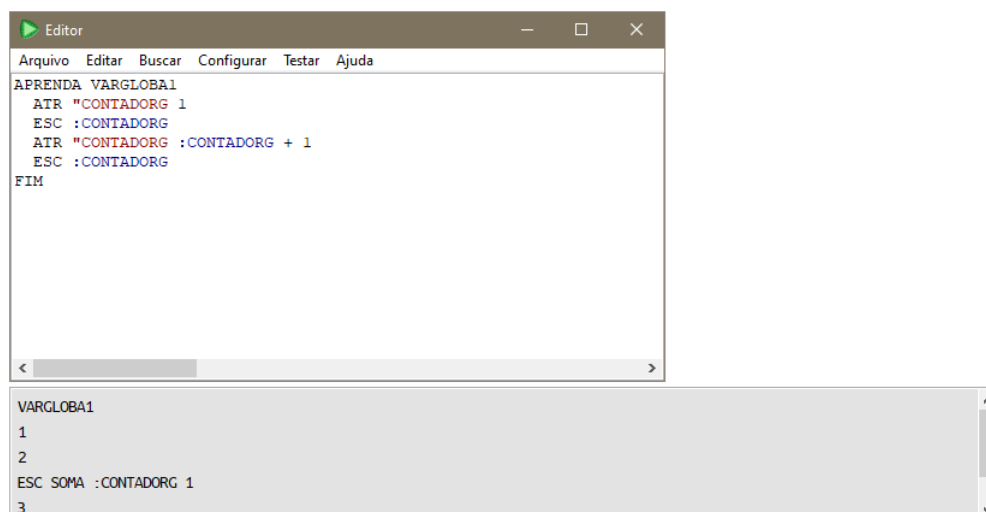 Editor
Arquivo Editar Buscar Configurar Testar Ajuda
APRENDA VARGLOBA1
ATR "CONTADORG 1
ESC :CONTADORG
ATR "CONTADORG :CONTADORG + 1
ESC :CONTADORG
FIM
VARGLOBA1
1
2
ESC SOMA :CONTADORG 1
3